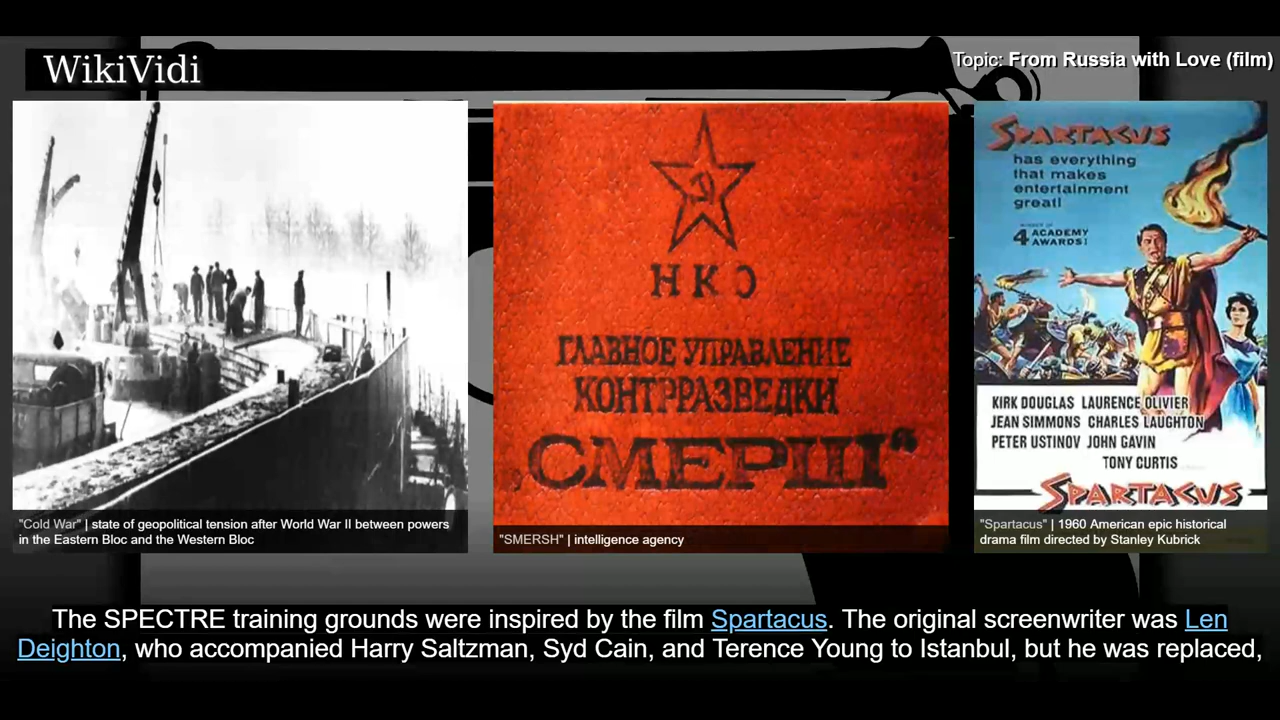 WikiVidi
Topic: From Russia with Love (film)
НКО
ГЛАВНОЕ УПРАВЛЕНИЕ
КОНТРРАЗВЕДКИ
„СМЕРШ“
SPARTACUS
has everything
that makes
entertainment
great!
WINNER OF
4 ACADEMY
AWARDS!
KIRK DOUGLAS LAURENCE OLIVIER
JEAN SIMMONS CHARLES LAUGHTON
PETER USTINOV JOHN GAVIN
TONY CURTIS
SPARTACUS
"Cold War" | state of geopolitical tension after World War II between powers
in the Eastern Bloc and the Western Bloc
"SMERSH" | intelligence agency
"Spartacus" | 1960 American epic historical
drama film directed by Stanley Kubrick
The SPECTRE training grounds were inspired by the film Spartacus. The original screenwriter was Len
Deighton, who accompanied Harry Saltzman, Syd Cain, and Terence Young to Istanbul, but he was replaced,